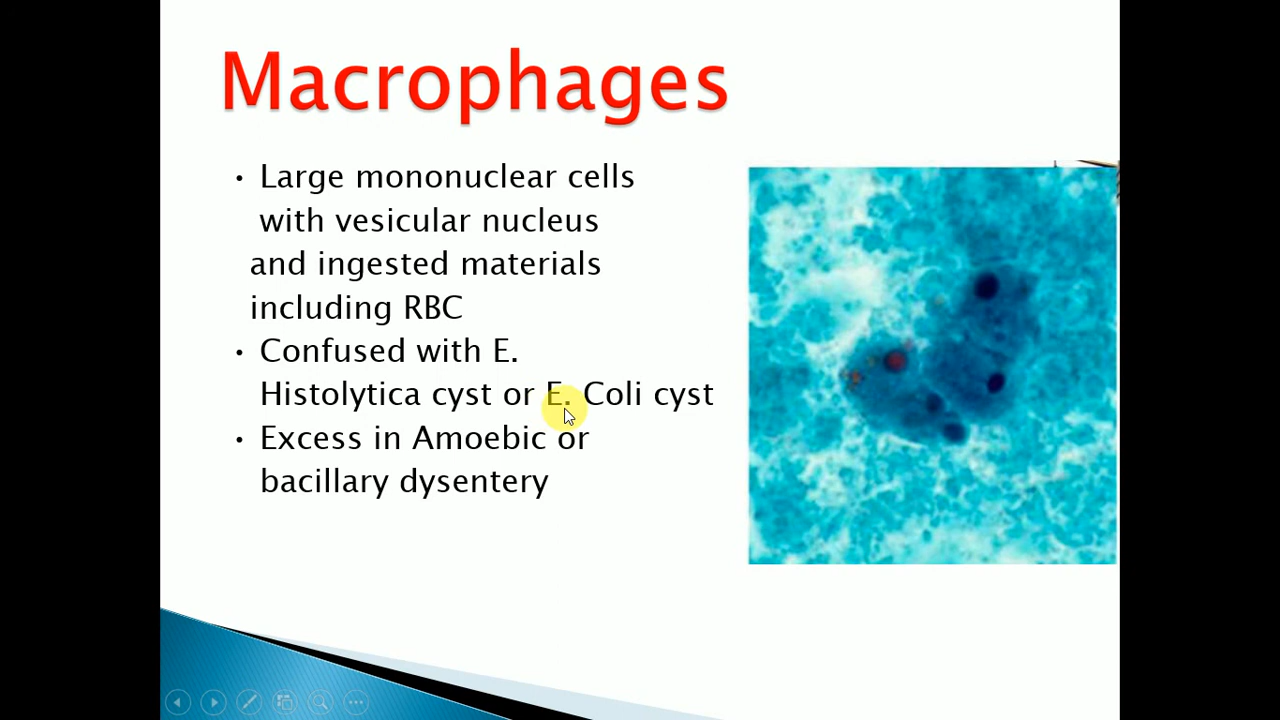 Macrophages
• Large mononuclear cells
with vesicular nucleus
and ingested materials
including RBC
• Confused with E.
Histolytica cyst or E. Coli cyst
• Excess in Amoebic or
bacillary dysentery